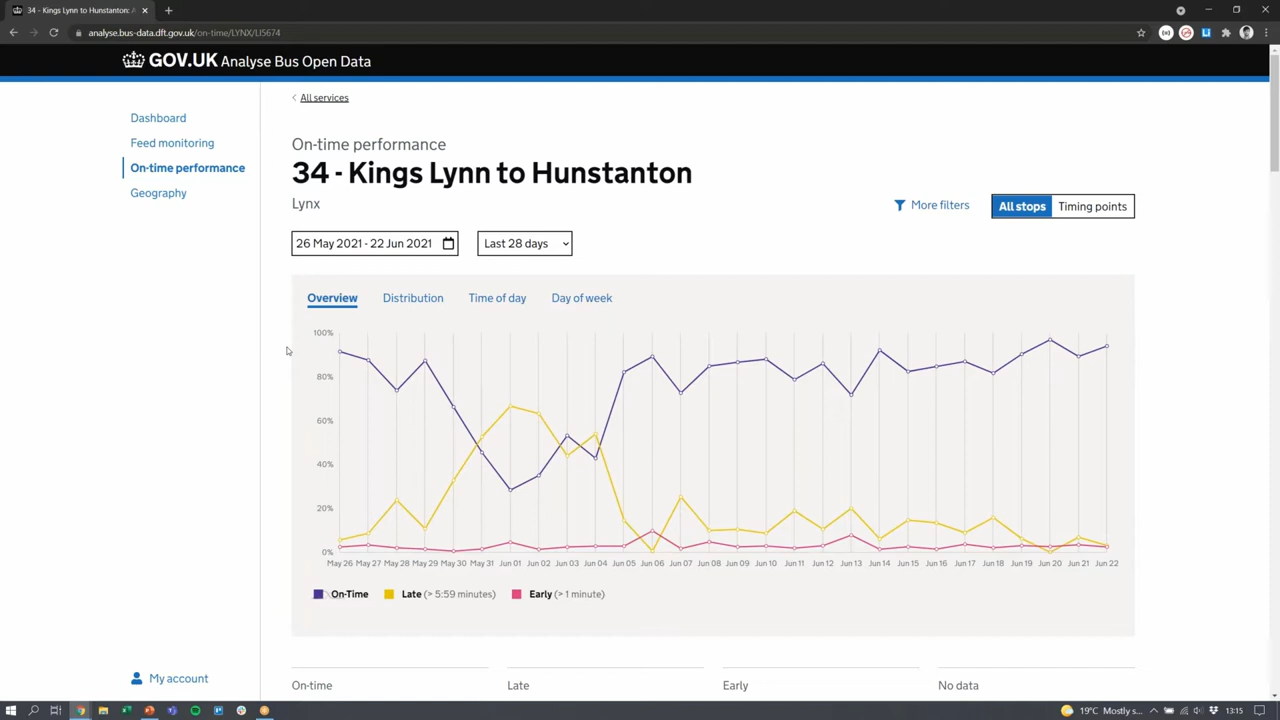 34 - Kings Lynn to Hunstanton: A
analyse.bus-data.dft.gov.uk/on-time/LYNX/LI5674
GOV.UK Analyse Bus Open Data
Dashboard
Feed monitoring
On-time performance
Geography
My account
All services
On-time performance
34 - Kings Lynn to Hunstanton
Lynx
More filters
All stops Timing points
26 May 2021 - 22 Jun 2021 Last 28 days
Overview Distribution Time of day Day of week
100%
80%
60%
40%
20%
0%
May 26 May 27 May 28 May 29 May 30 May 31 Jun 01 Jun 02 Jun 03 Jun 04 Jun 05 Jun 06 Jun 07 Jun 08 Jun 09 Jun 10 Jun 11 Jun 12 Jun 13 Jun 14 Jun 15 Jun 16 Jun 17 Jun 18 Jun 19 Jun 20 Jun 21 Jun 22
On-Time Late (> 5:59 minutes) Early (> 1 minute)
On-time Late Early No data
19°C Mostly s... 13:15